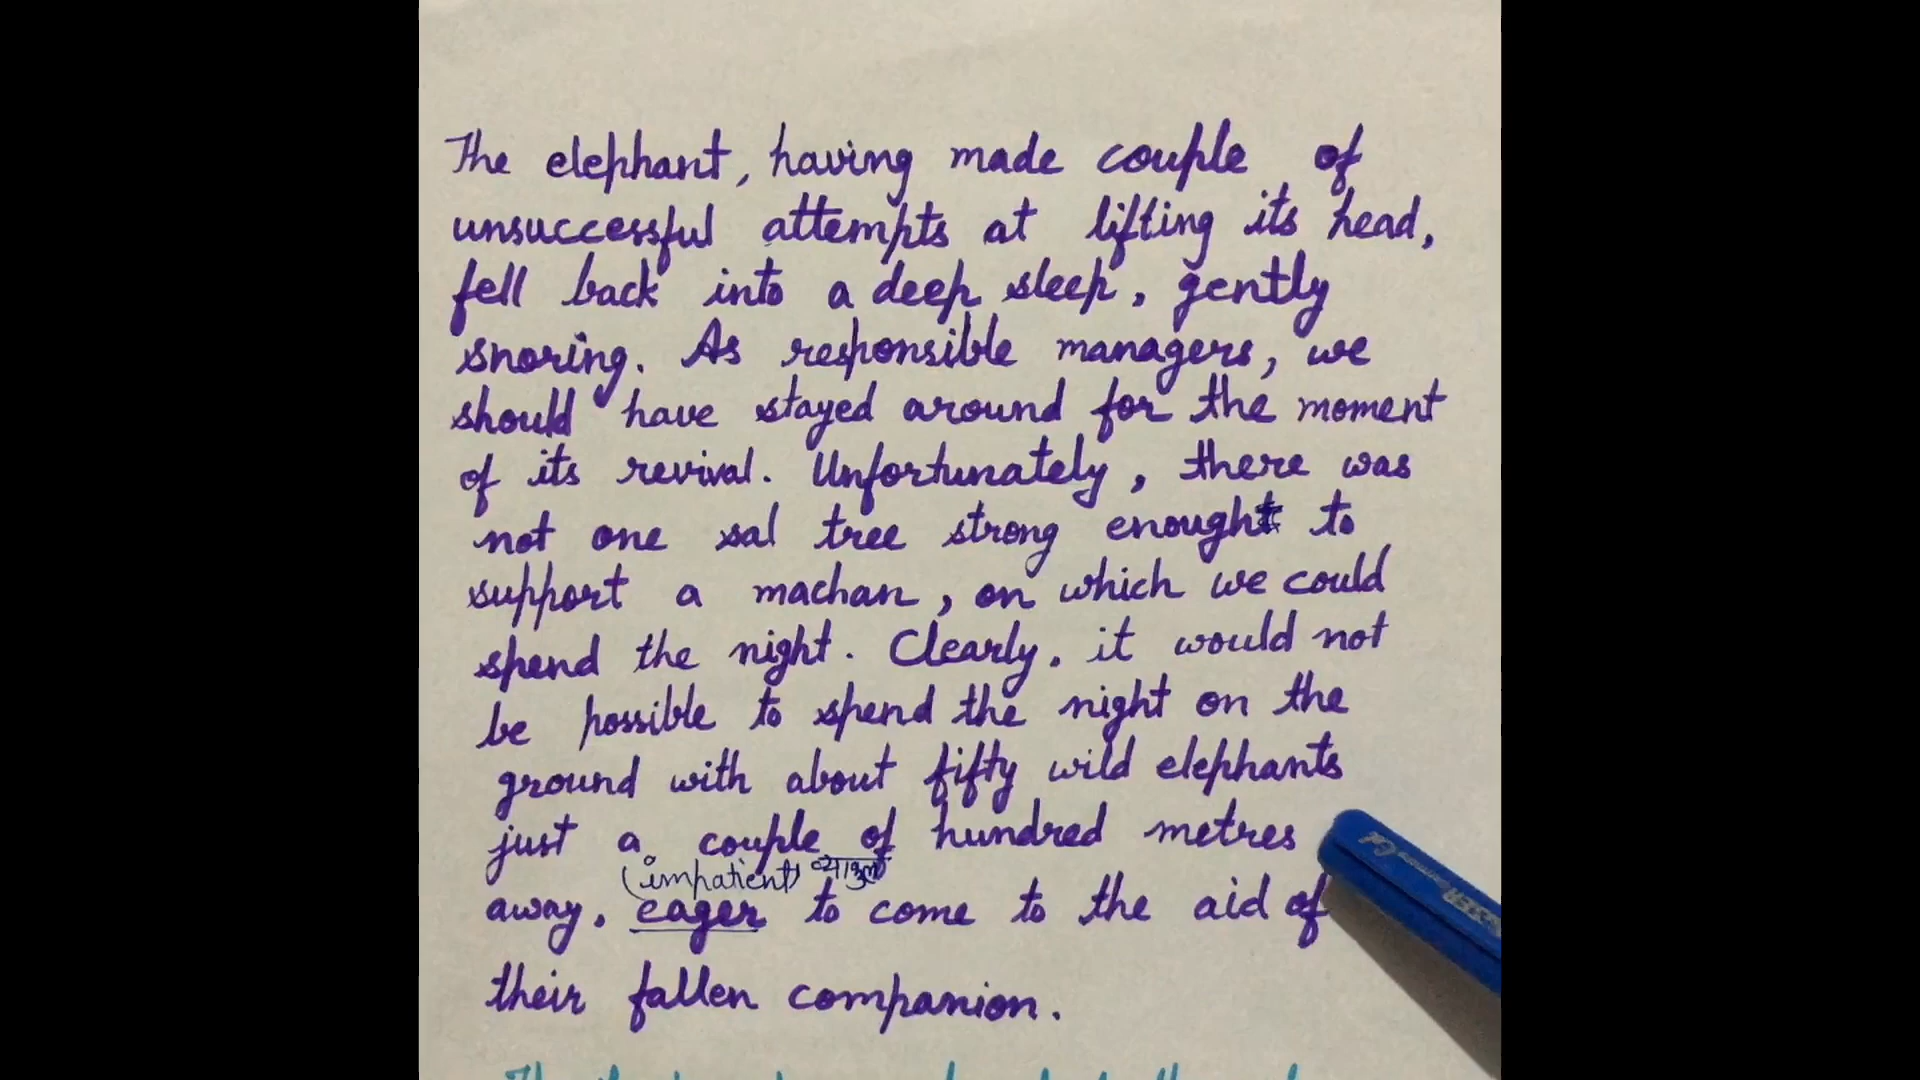 The elephant, having made couple of
unsuccessful attempts at lifting its head,
fell back into a deep sleep, gently
snoring. As responsible managers, we
should have stayed around for the moment
of its revival. Unfortunately, there was
not one sal tree strong enough to
support a machan, on which we could
spend the night. Clearly, it would not
be possible to spend the night on the
ground with about fifty wild elephants
just a couple of hundred metres
(impatient) व्याकुल
away, eager to come to the aid of
their fallen companion.